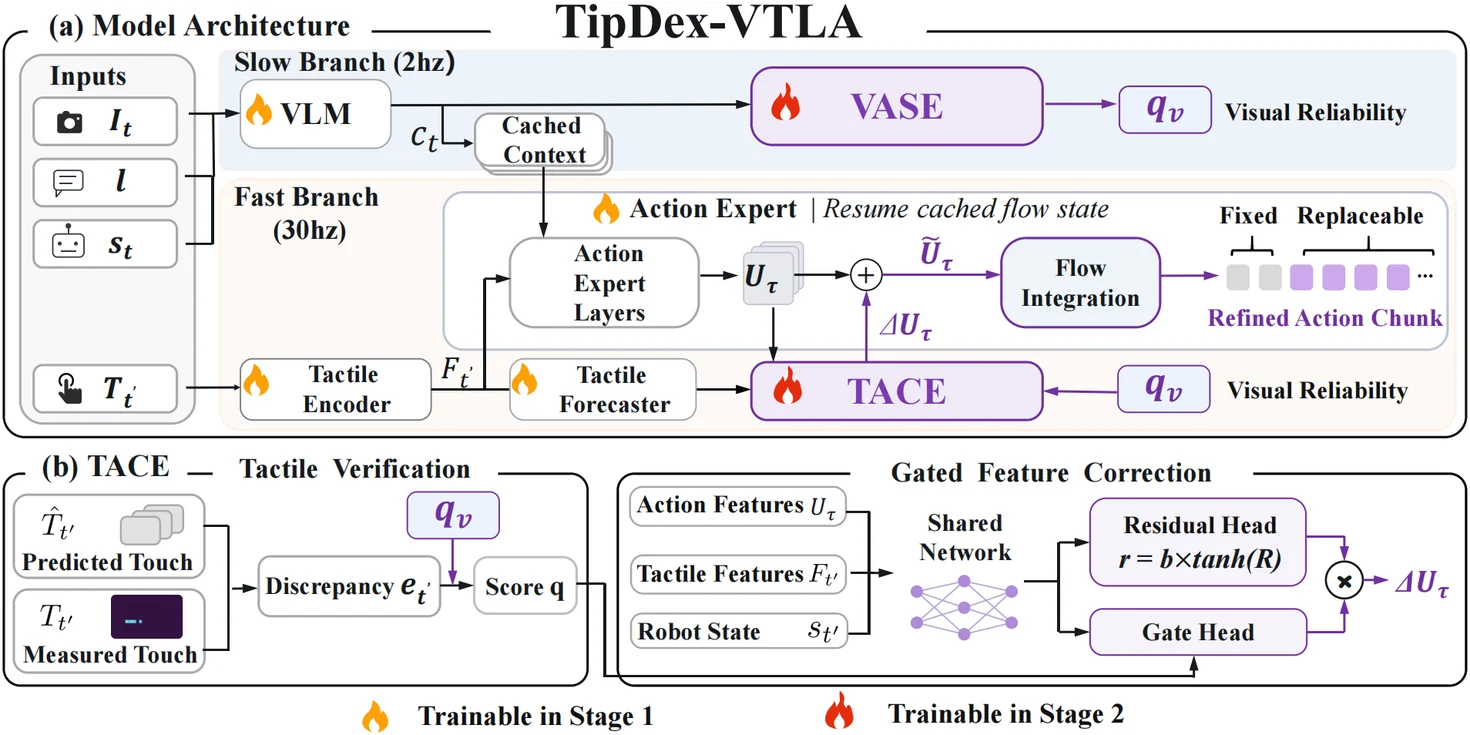 TipDex-VTLA
(a) Model Architecture
Inputs
I_t
l
s_t
T_t'
Slow Branch (2hz)
VLM
C_t
Cached
Context
VASE
q_v
Visual Reliability
Fast Branch
(30hz)
Action Expert | Resume cached flow state
Action
Expert
Layers
U_τ
+
Ũ_τ
ΔU_τ
Flow
Integration
Fixed
Replaceable
...
Refined Action Chunk
Tactile
Encoder
F_t'
Tactile
Forecaster
TACE
q_v
Visual Reliability
(b) TACE
Tactile Verification
T̂_t'
Predicted Touch
T_t'
Measured Touch
Discrepancy e_t'
q_v
Score q
Gated Feature Correction
Action Features U_τ
Tactile Features F_t'
Robot State s_t'
Shared
Network
Residual Head
r = b×tanh(R)
Gate Head
×
ΔU_τ
Trainable in Stage 1
Trainable in Stage 2